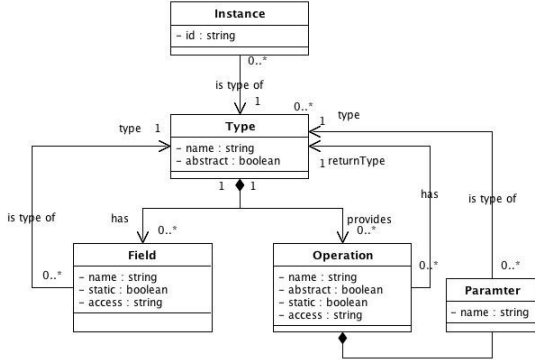 Instance
- id : string
0..*
is type of
1
0..*
type
1
Type
1
type
- name : string
- abstract : boolean
1
returnType
1
1
is type of
has
provides
has
is type of
0..*
0..*
Field
- name : string
- static : boolean
- access : string
0..*
Operation
- name : string
- abstract : boolean
- static : boolean
- access : string
0..*
0..*
Paramter
- name : string